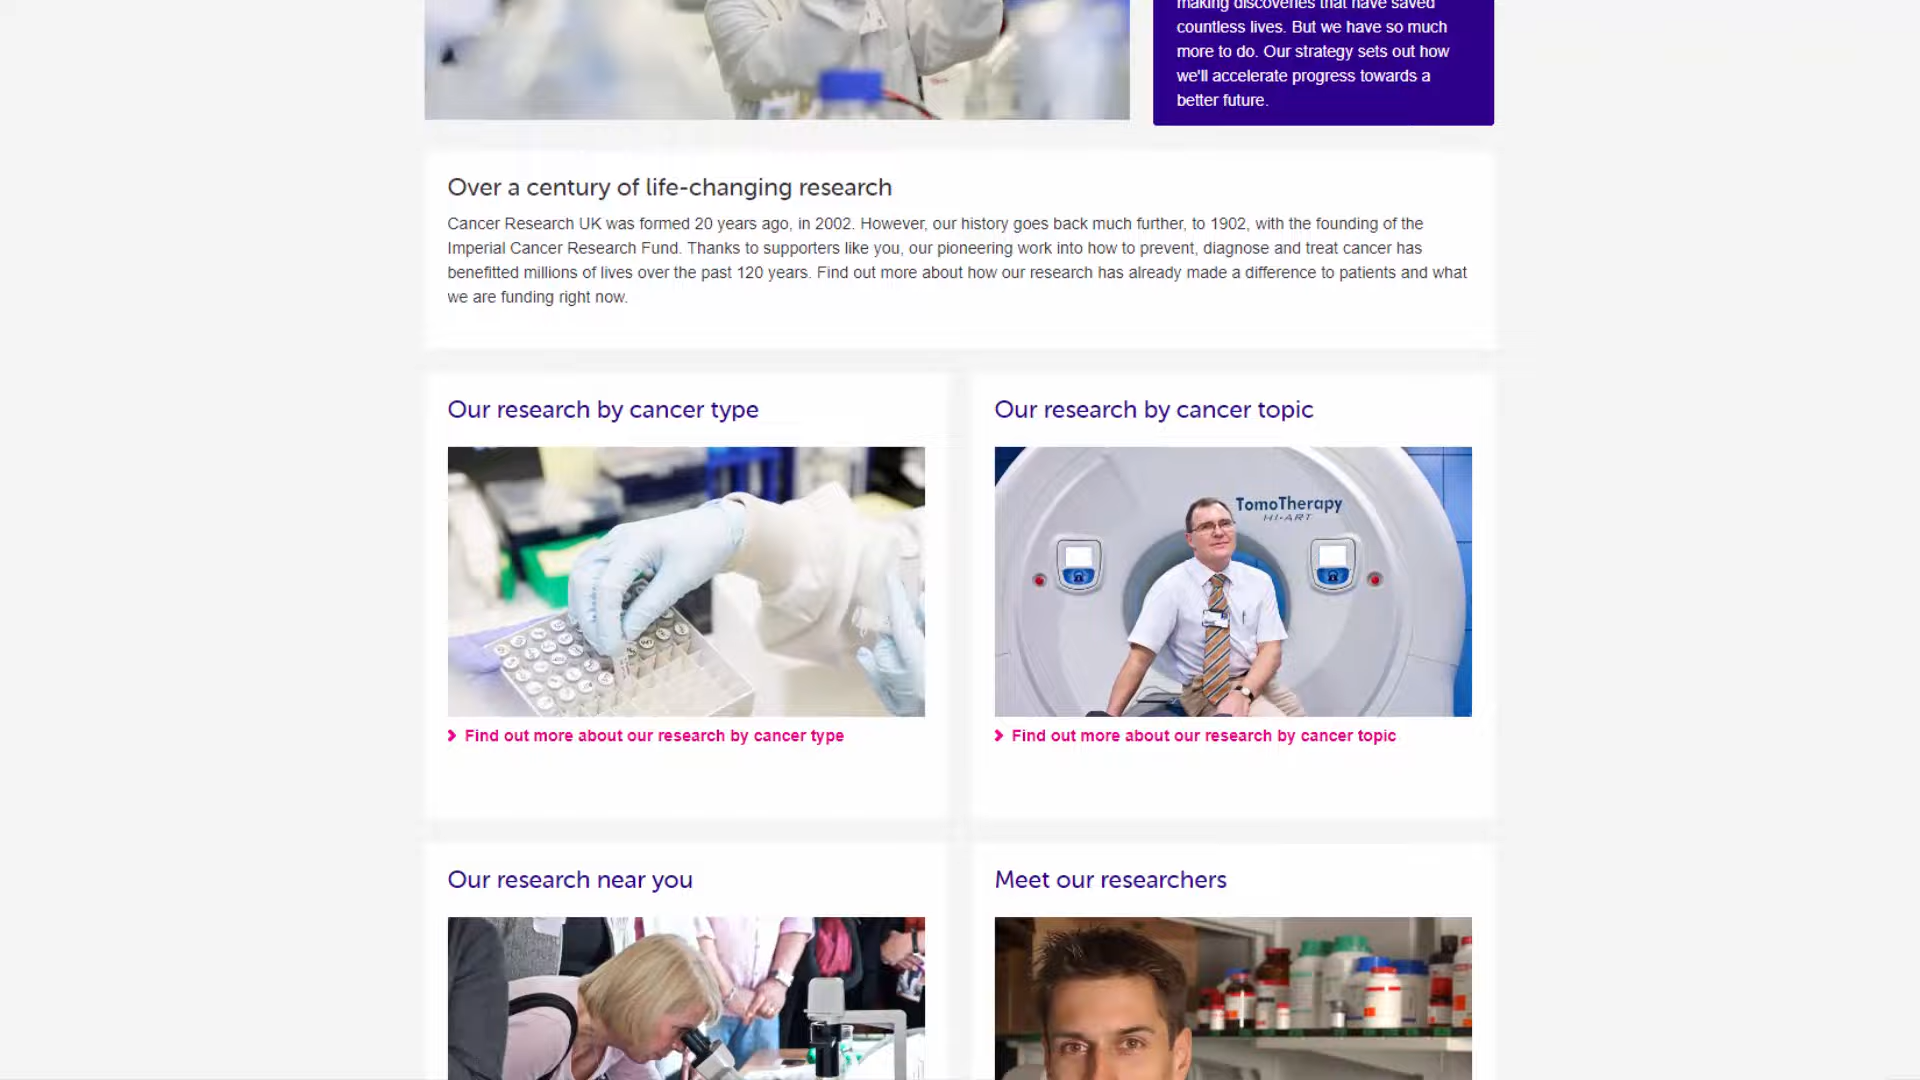 making discoveries that have saved
countless lives. But we have so much
more to do. Our strategy sets out how
we'll accelerate progress towards a
better future.
Over a century of life-changing research
Cancer Research UK was formed 20 years ago, in 2002. However, our history goes back much further, to 1902, with the founding of the
Imperial Cancer Research Fund. Thanks to supporters like you, our pioneering work into how to prevent, diagnose and treat cancer has
benefitted millions of lives over the past 120 years. Find out more about how our research has already made a difference to patients and what
we are funding right now.
Our research by cancer type
Our research by cancer topic
TomoTherapy
HI·ART
Find out more about our research by cancer type
Find out more about our research by cancer topic
Our research near you
Meet our researchers